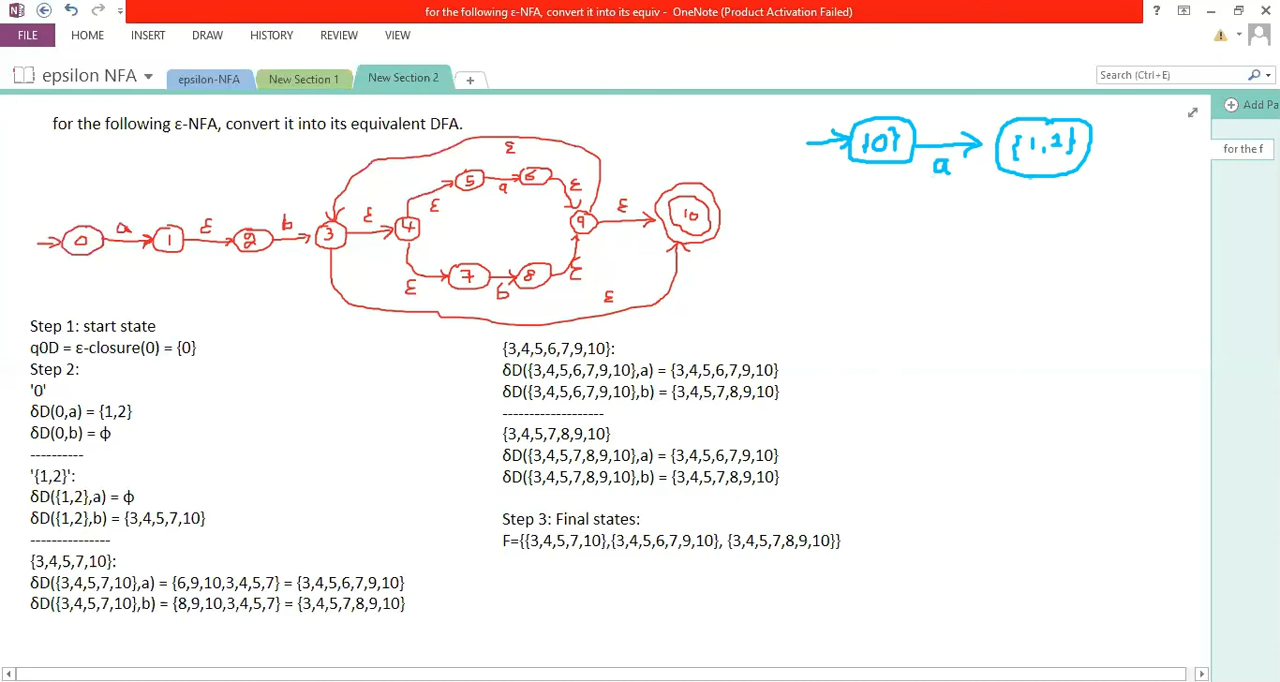 for the following ε-NFA, convert it into its equiv - OneNote (Product Activation Failed)
?
FILE HOME INSERT DRAW HISTORY REVIEW VIEW
epsilon NFA epsilon-NFA New Section 1 New Section 2 +
Search (Ctrl+E)
Add Pa
for the f
for the following ε-NFA, convert it into its equivalent DFA.
{0} a {1,2}
0 a 1 ε 2 b 3 ε 4 ε 5 a 6 ε 9 ε 10
ε 7 b 8 ε
ε
ε
Step 1: start state
q0D = ε-closure(0) = {0}
Step 2:
'0'
δD(0,a) = {1,2}
δD(0,b) = ϕ
----------
'{1,2}':
δD({1,2},a) = ϕ
δD({1,2},b) = {3,4,5,7,10}
---------------
{3,4,5,7,10}:
δD({3,4,5,7,10},a) = {6,9,10,3,4,5,7} = {3,4,5,6,7,9,10}
δD({3,4,5,7,10},b) = {8,9,10,3,4,5,7} = {3,4,5,7,8,9,10}
{3,4,5,6,7,9,10}:
δD({3,4,5,6,7,9,10},a) = {3,4,5,6,7,9,10}
δD({3,4,5,6,7,9,10},b) = {3,4,5,7,8,9,10}
-------------------
{3,4,5,7,8,9,10}
δD({3,4,5,7,8,9,10},a) = {3,4,5,6,7,9,10}
δD({3,4,5,7,8,9,10},b) = {3,4,5,7,8,9,10}
Step 3: Final states:
F={{3,4,5,7,10},{3,4,5,6,7,9,10}, {3,4,5,7,8,9,10}}